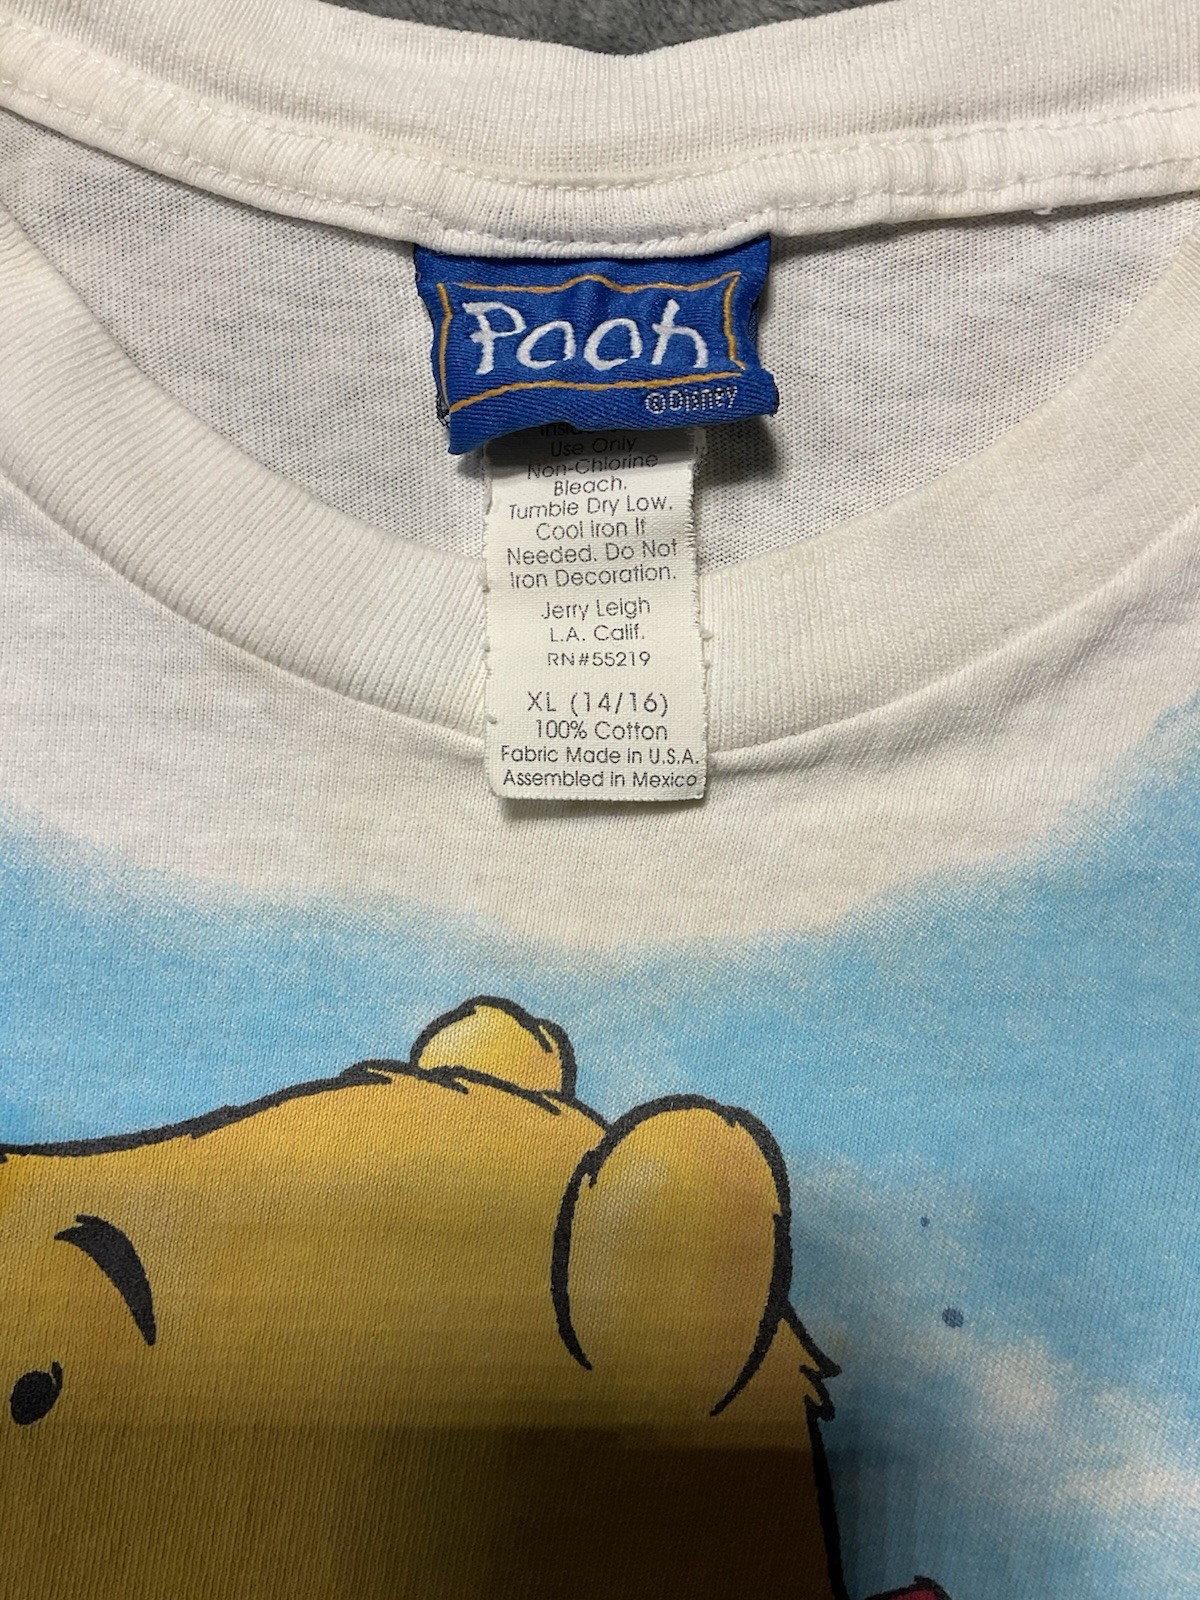 Pooh
©Disney
Use Only
Non-Chlorine
Bleach.
Tumble Dry Low.
Cool Iron If
Needed. Do Not
Iron Decoration.
Jerry Leigh
L.A. Calif.
RN#55219
XL (14/16)
100% Cotton
Fabric Made in U.S.A.
Assembled in Mexico